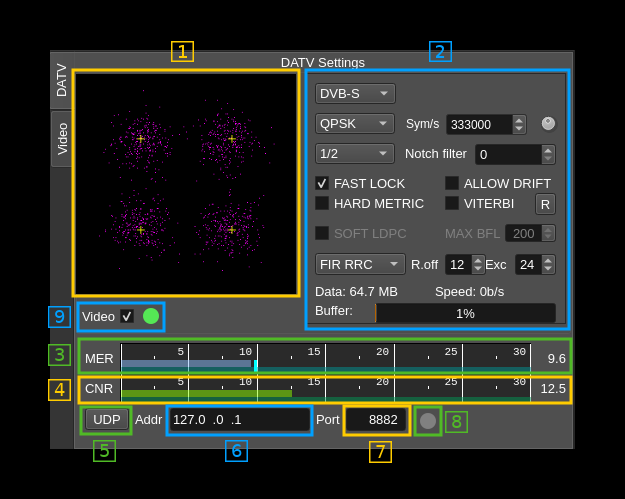 1
2
DATV Settings
DATV
Video
DVB-S
QPSK Sym/s 333000
1/2 Notch filter 0
FAST LOCK ALLOW DRIFT
HARD METRIC VITERBI R
SOFT LDPC MAX BFL 200
FIR RRC R.off 12 Exc 24
Data: 64.7 MB Speed: 0b/s
Buffer: 1%
9 Video
3 MER 5 10 15 20 25 30 9.6
4 CNR 5 10 15 20 25 30 12.5
UDP Addr 127.0 .0 .1 Port 8882 8
5 6 7